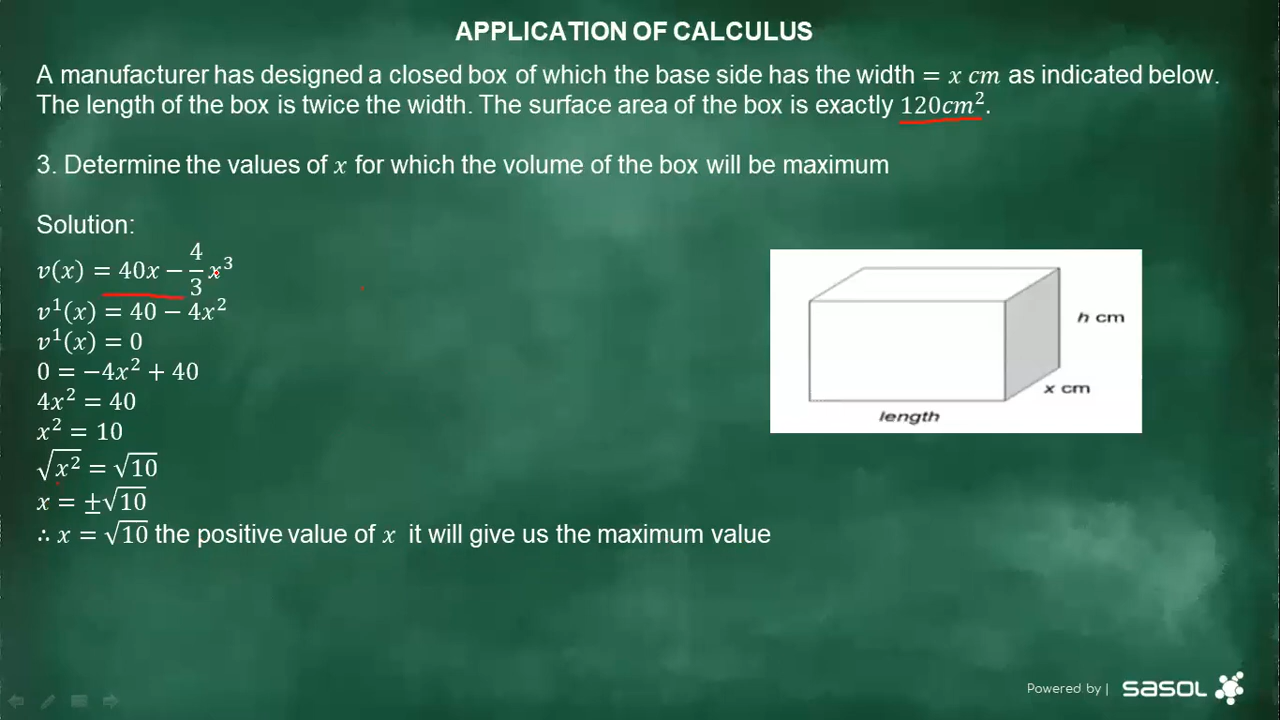 APPLICATION OF CALCULUS
A manufacturer has designed a closed box of which the base side has the width = x cm as indicated below.
The length of the box is twice the width. The surface area of the box is exactly 120cm².
3. Determine the values of x for which the volume of the box will be maximum
Solution:
v(x) = 40x − 4/3 x³
v¹(x) = 40 − 4x²
v¹(x) = 0
0 = −4x² + 40
4x² = 40
x² = 10
√x² = √10
x = ±√10
∴ x = √10 the positive value of x it will give us the maximum value
h cm
x cm
length
Powered by | sasol